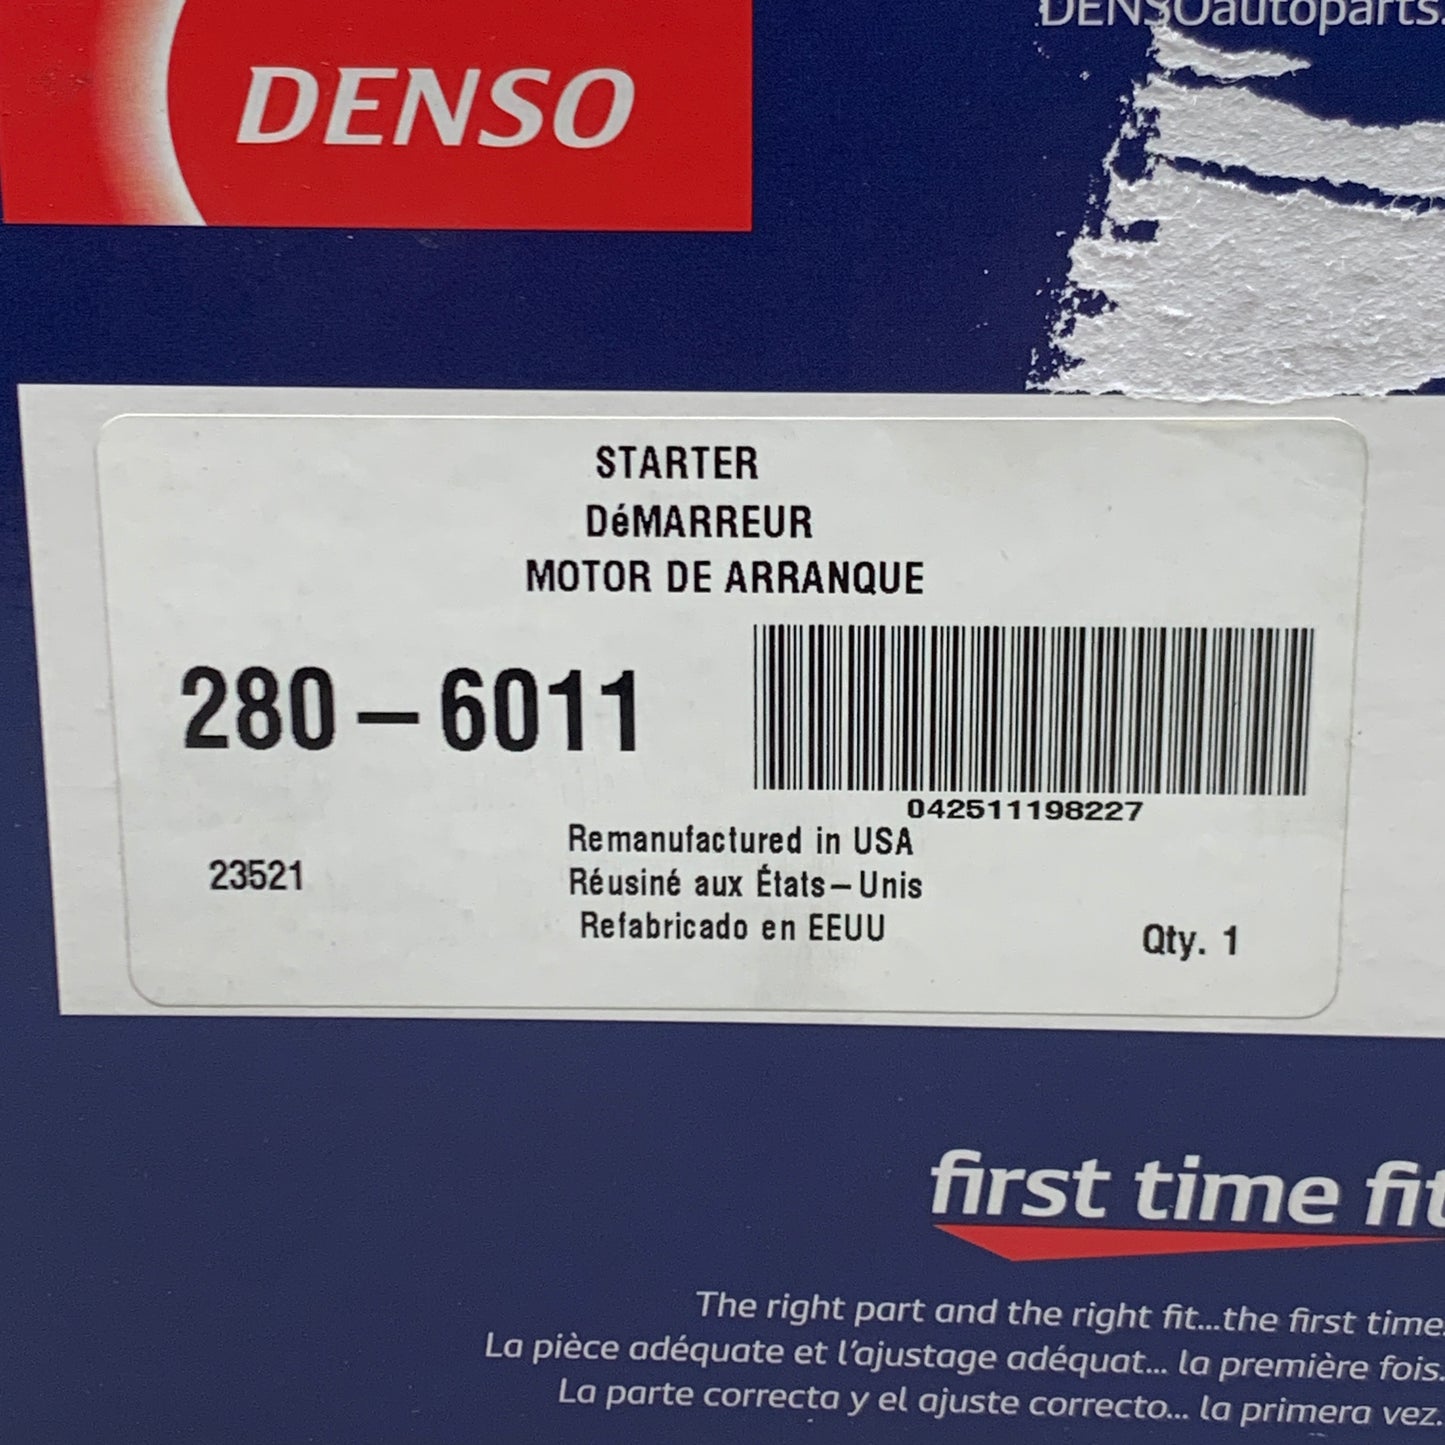 DENSOautoparts.
DENSO
STARTER
DéMARREUR
MOTOR DE ARRANQUE
280-6011
042511198227
Remanufactured in USA
23521
Réusiné aux États-Unis
Refabricado en EEUU
Qty. 1
first time fit
The right part and the right fit...the first time.
La pièce adéquate et l'ajustage adéquat... la première fois.
La parte correcta y el ajuste correcto... la primera vez.